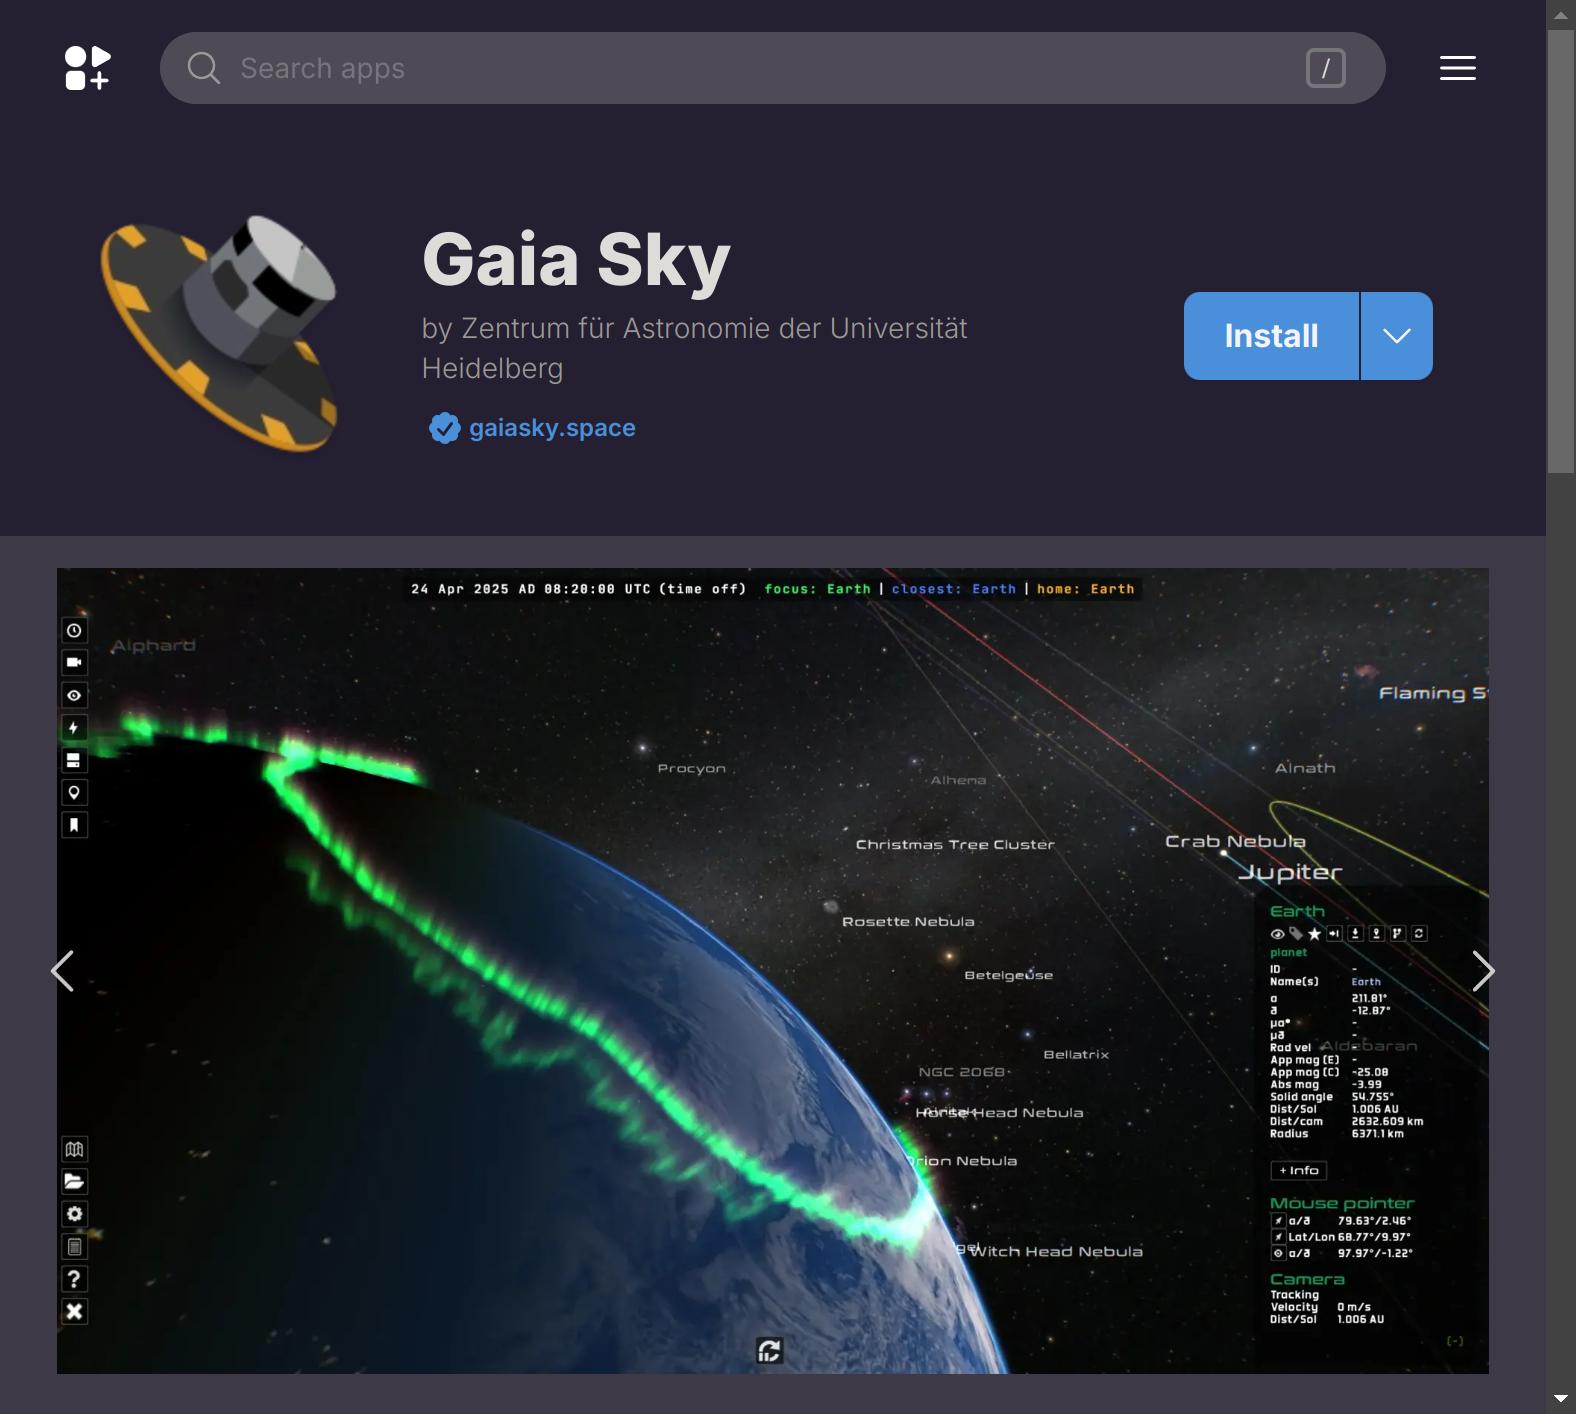 Search apps
/
Gaia Sky
by Zentrum für Astronomie der Universität
Heidelberg
gaiasky.space
Install
24 Apr 2025 AD 08:20:00 UTC (time off) focus: Earth | closest: Earth | home: Earth
Alphard
Flaming S
Procyon
Alhema
Alnath
Christmas Tree Cluster
Crab Nebula
Jupiter
Rosette Nebula
Betelgeuse
Bellatrix
NGC 2068
Horse Head Nebula
Orion Nebula
Witch Head Nebula
Aldebaran
Earth
planet
ID -
Name(s) Earth
α 211.81°
δ -12.87°
μα* -
μδ -
Rad vel -
App mag (E) -
App mag (C) -25.08
Abs mag -3.99
Solid angle 54.755°
Dist/Sol 1.006 AU
Dist/cam 2632.609 km
Radius 6371.1 km
+ Info
Mouse pointer
α/δ 79.63°/2.46°
Lat/Lon 68.77°/9.97°
α/δ 97.97°/-1.22°
Camera
Tracking
Velocity 0 m/s
Dist/Sol 1.006 AU
(-)
?